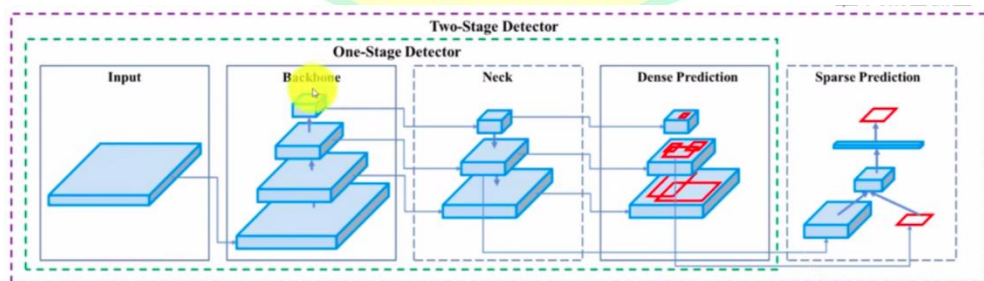 Two-Stage Detector
One-Stage Detector
Input
Backbone
Neck
Dense Prediction
Sparse Prediction